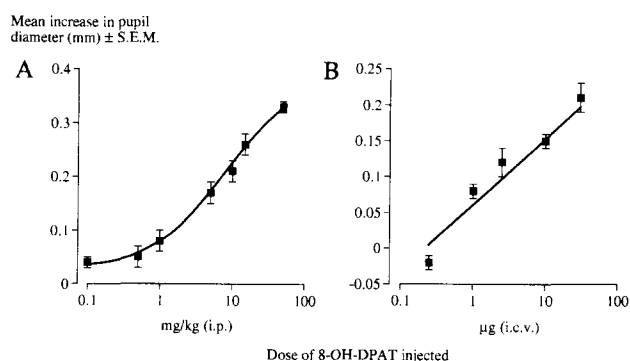 Mean increase in pupil
diameter (mm) ± S.E.M.
A
B
0.4
0.3
0.2
0.1
0
0.1
1
10
100
mg/kg (i.p.)
0.25
0.2
0.15
0.1
0.05
0
-0.05
0.1
1
10
100
µg (i.c.v.)
Dose of 8-OH-DPAT injected